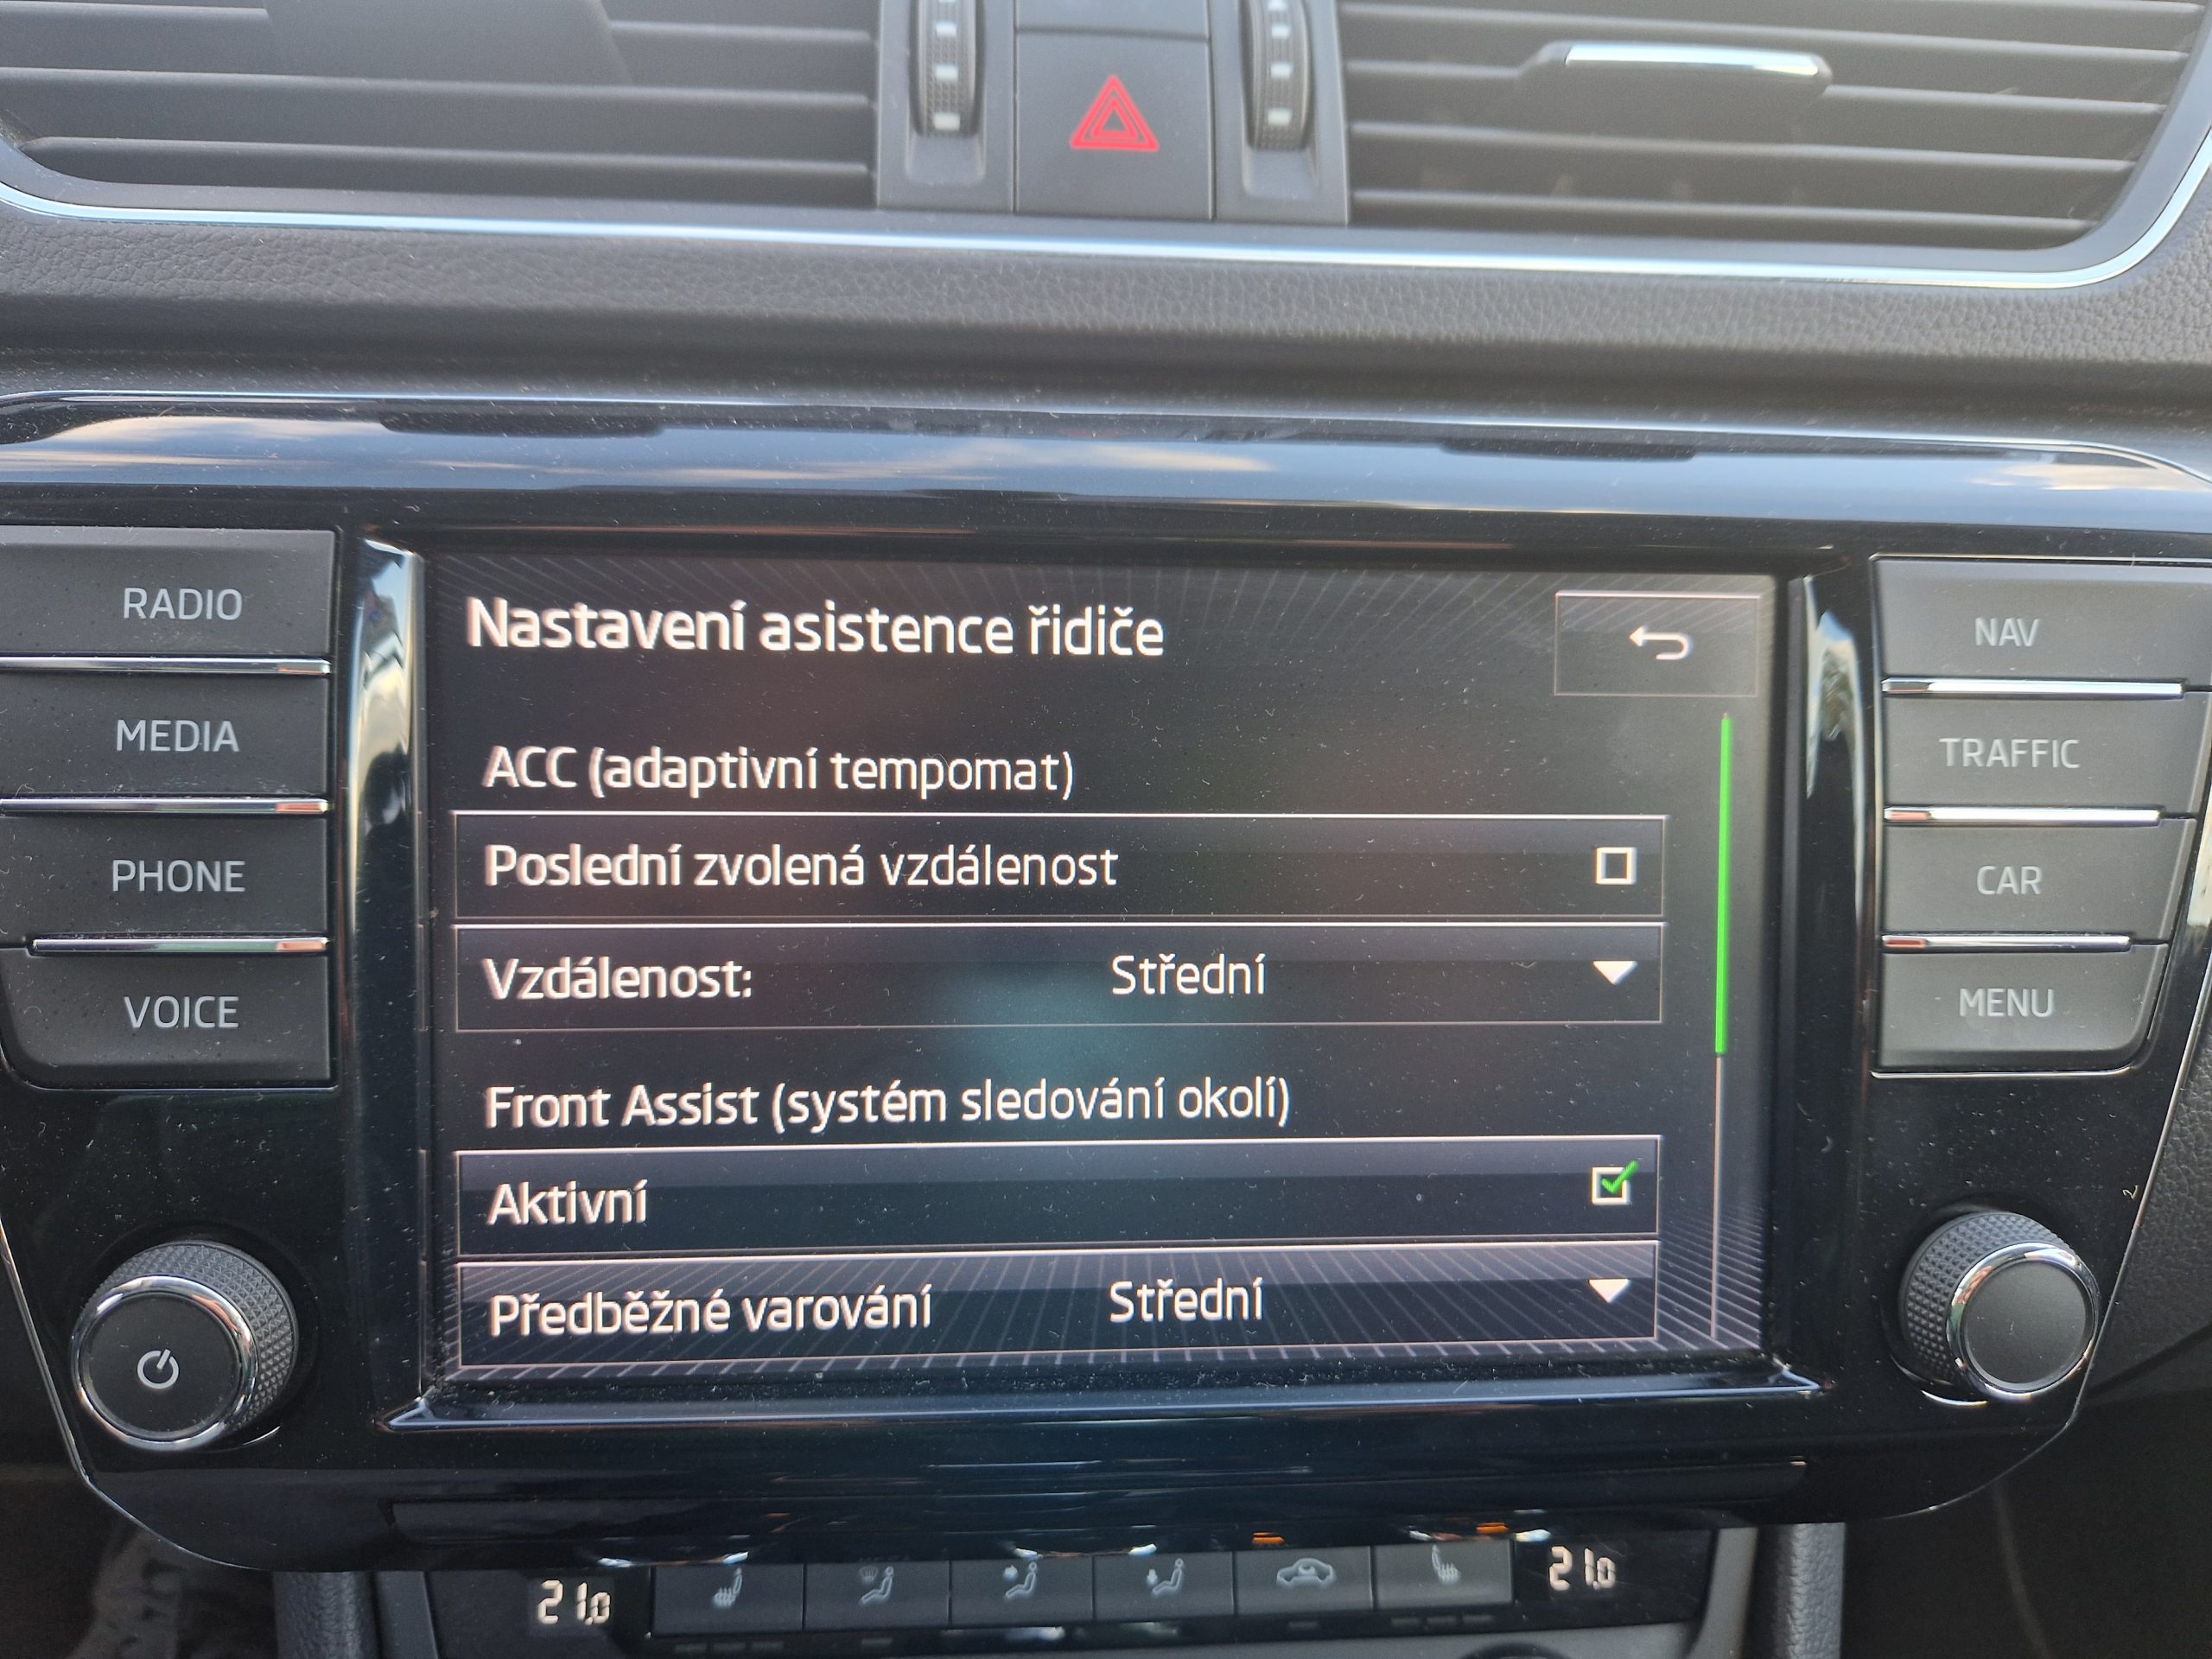 RADIO
MEDIA
PHONE
VOICE
Nastavení asistence řidiče
ACC (adaptivní tempomat)
Poslední zvolená vzdálenost
Vzdálenost: Střední
Front Assist (systém sledování okolí)
Aktivní
Předběžné varování Střední
NAV
TRAFFIC
CAR
MENU
21,0
21,0